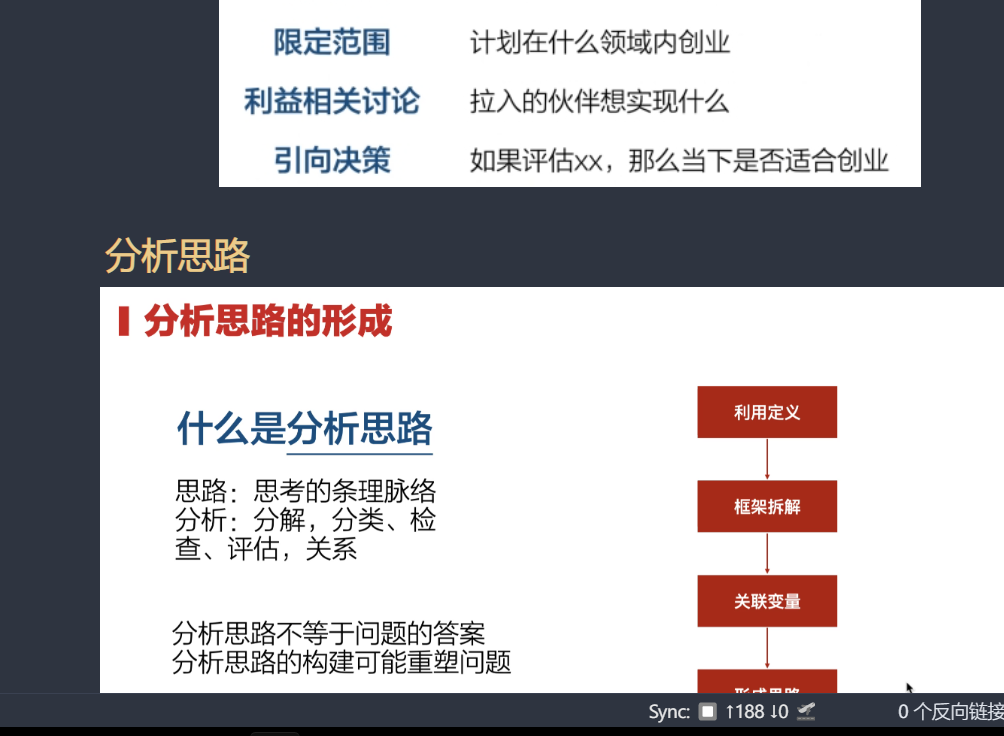 限定范围 计划在什么领域内创业
利益相关讨论 拉入的伙伴想实现什么
引向决策 如果评估xx，那么当下是否适合创业
分析思路
分析思路的形成
什么是分析思路
思路：思考的条理脉络
分析：分解，分类、检
查、评估，关系
分析思路不等于问题的答案
分析思路的构建可能重塑问题
利用定义
框架拆解
关联变量
形成思路
Sync: ↑188 ↓0 0 个反向链接